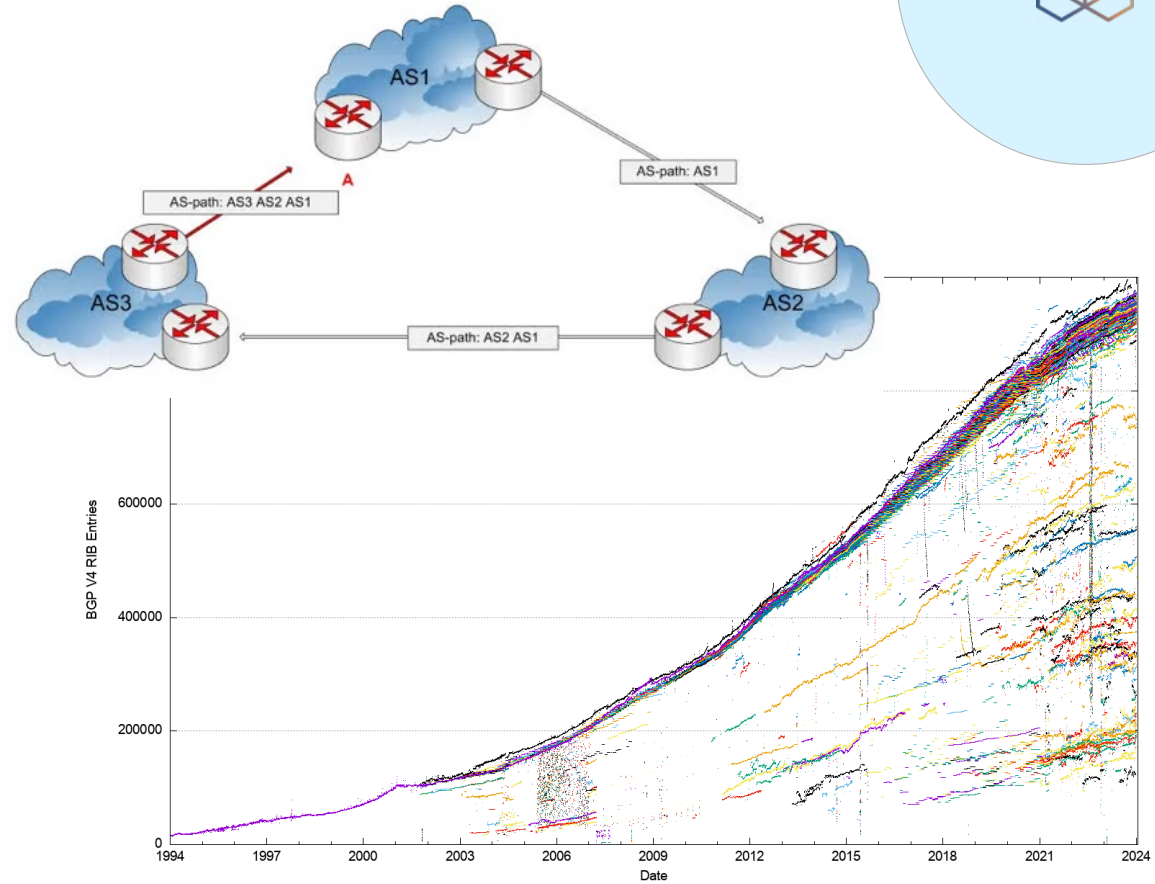 AS1
AS-path: AS1
A
AS-path: AS3 AS2 AS1
AS3
AS2
AS-path: AS2 AS1
BGP V4 RIB Entries
600000
400000
200000
0
1994
1997
2000
2003
2006
2009
2012
2015
2018
2021
2024
Date